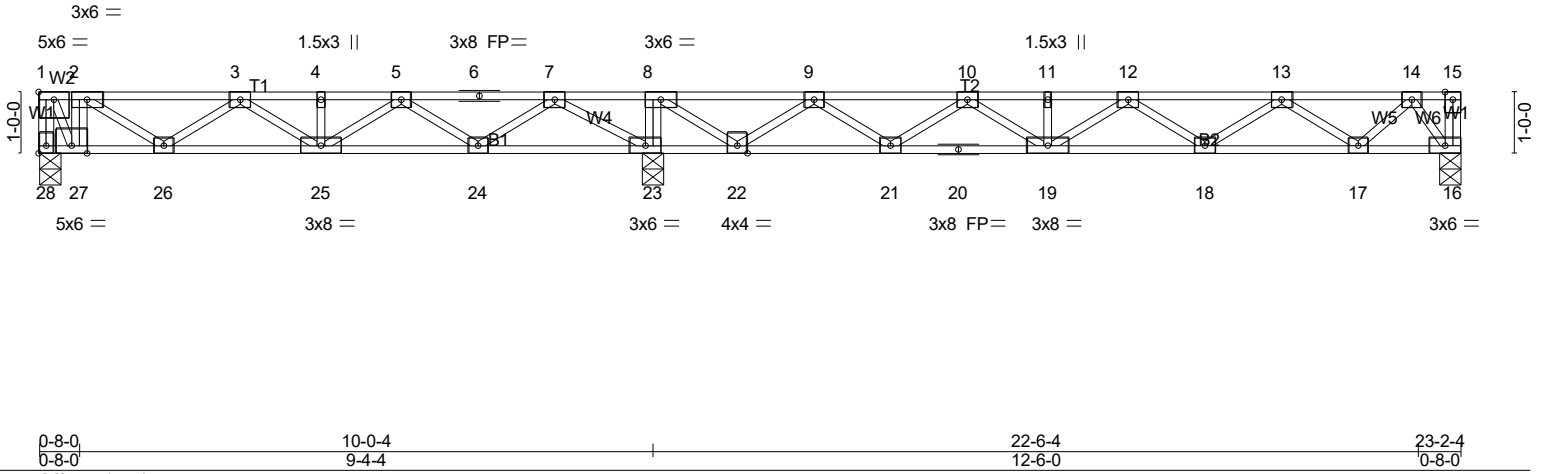 3x6 =
5x6 = 1.5x3 || 3x8 FP= 3x6 = 1.5x3 ||
1 2 3 4 5 6 7 8 9 10 11 12 13 14 15
W2 T1 T2
W1 W4 W5 W6 W1
1-0-0 1-0-0
B1 B2
28 27 26 25 24 23 22 21 20 19 18 17 16
5x6 = 3x8 = 3x6 = 4x4 = 3x8 FP= 3x8 = 3x6 =
0-8-0 10-0-4 22-6-4 23-2-4
0-8-0 9-4-4 12-6-0 0-8-0